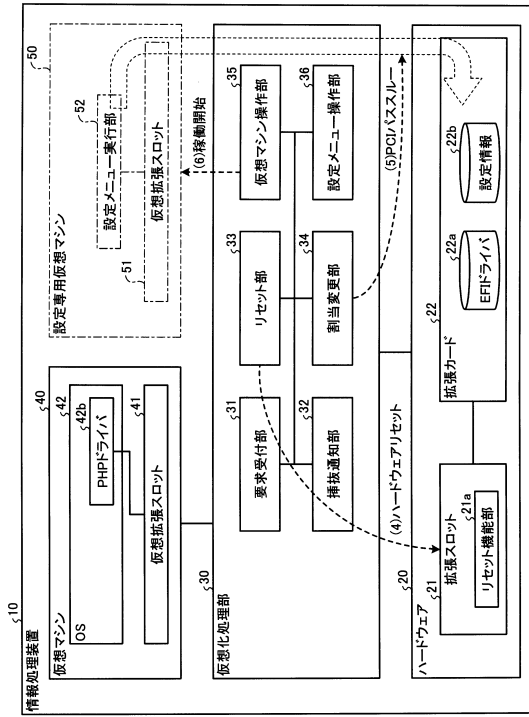 10
情報処理装置
40
仮想マシン
42
OS
42b
PHPドライバ
41
仮想拡張スロット
50
設定専用仮想マシン
52
設定メニュー実行部
51
仮想拡張スロット
(6)稼働開始
30
仮想化処理部
31
要求受付部
33
リセット部
35
仮想マシン操作部
32
挿抜通知部
34
割当変更部
36
設定メニュー操作部
(4)ハードウェアリセット
(5)PCIパススルー
20
ハードウェア
21
拡張スロット
21a
リセット機能部
22
拡張カード
22a
EFIドライバ
22b
設定情報